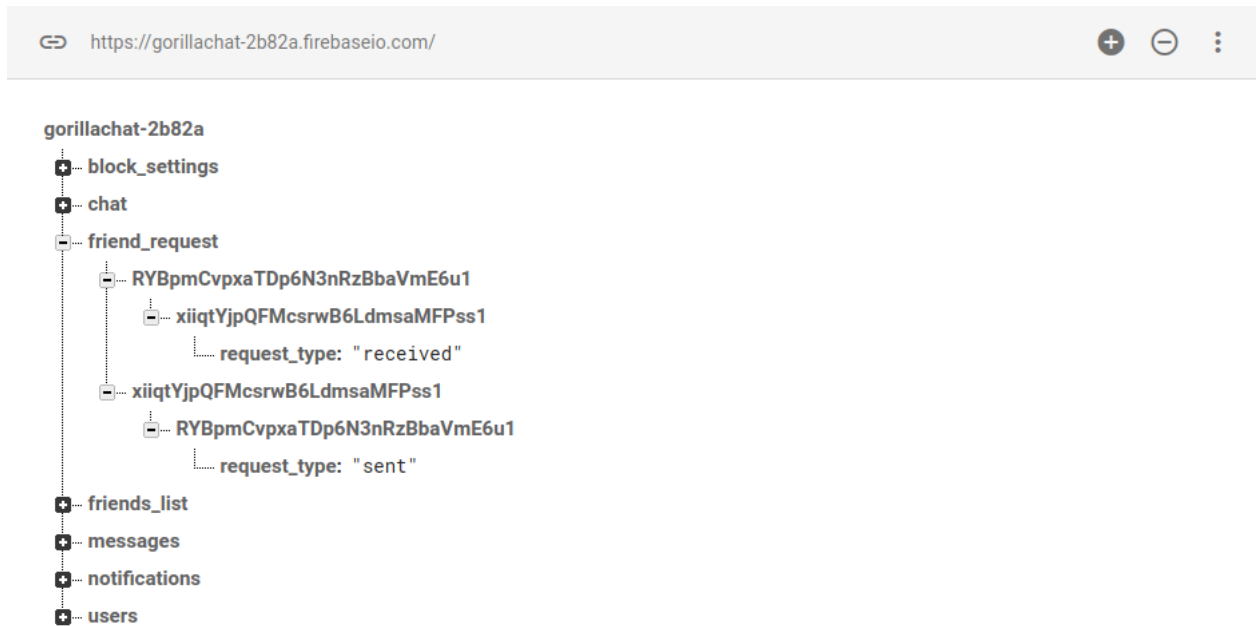 https://gorillachat-2b82a.firebaseio.com/
gorillachat-2b82a
block_settings
chat
friend_request
RYBpmCvpxaTDp6N3nRzBbaVmE6u1
xiiqtYjpQFMcsrwB6LdmsaMFPss1
request_type: "received"
xiiqtYjpQFMcsrwB6LdmsaMFPss1
RYBpmCvpxaTDp6N3nRzBbaVmE6u1
request_type: "sent"
friends_list
messages
notifications
users